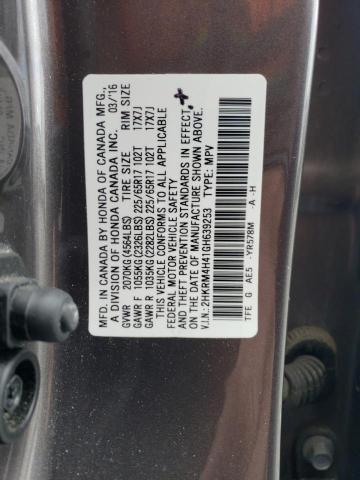 MFD. IN CANADA BY HONDA OF CANADA MFG.,
A DIVISION OF HONDA CANADA INC. 03/16
GVWR 2070KG(4564LBS) TIRE SIZE RIM SIZE
GAWR F 1055KG(2326LBS) 225/65R17 102T 17X7J
GAWR R 1035KG(2282LBS) 225/65R17 102T 17X7J
THIS VEHICLE CONFORMS TO ALL APPLICABLE
FEDERAL MOTOR VEHICLE SAFETY
AND THEFT PREVENTION STANDARDS IN EFFECT
ON THE DATE OF MANUFACTURE SHOWN ABOVE.
V.I.N.: 2HKRM4H41GH639253 TYPE: MPV
TFE G AE5 -YR578M -A -H